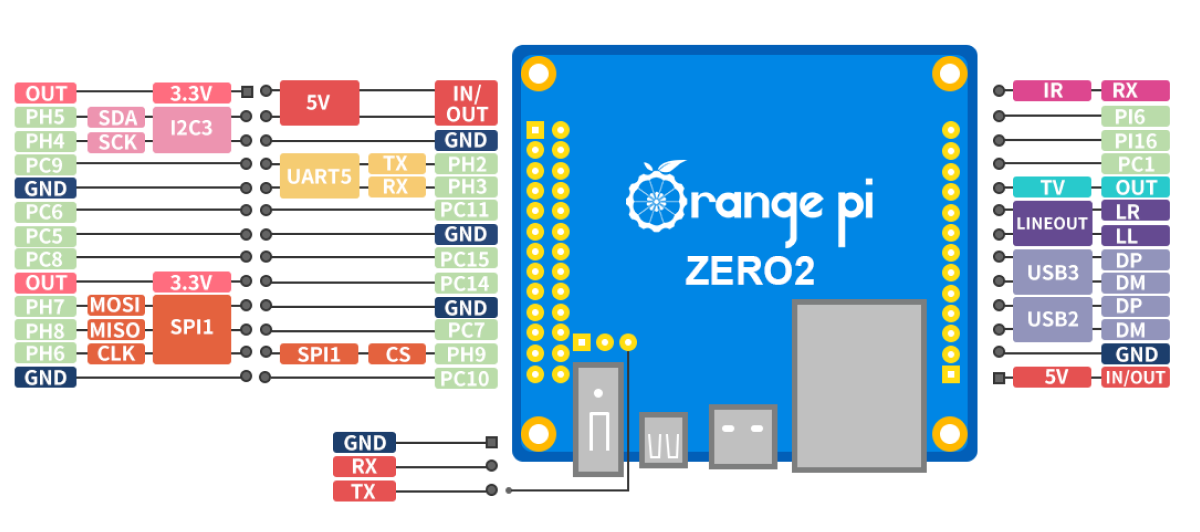 OUT 3.3V 5V IN/OUT
PH5 SDA I2C3
PH4 SCK GND
PC9 UART5 TX PH2
GND RX PH3
PC6 PC11
PC5 GND
PC8 PC15
OUT 3.3V PC14
PH7 MOSI SPI1 GND
PH8 MISO PC7
PH6 CLK SPI1 CS PH9
GND PC10
GND
RX
TX
Orange pi
ZERO2
IR RX
PI6
PI16
PC1
TV OUT
LINEOUT LR
LL
USB3 DP
DM
USB2 DP
DM
GND
5V IN/OUT